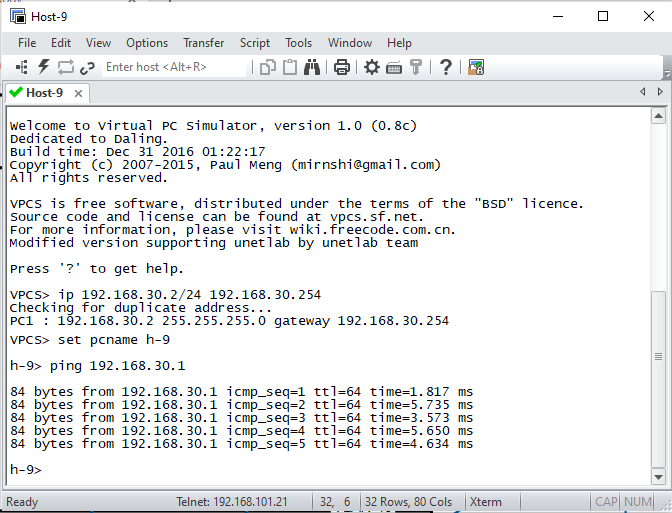 Host-9
File Edit View Options Transfer Script Tools Window Help
Enter host <Alt+R>
Host-9
Welcome to Virtual PC Simulator, version 1.0 (0.8c)
Dedicated to Daling.
Build time: Dec 31 2016 01:22:17
Copyright (c) 2007-2015, Paul Meng (mirnshi@gmail.com)
All rights reserved.
VPCS is free software, distributed under the terms of the "BSD" licence.
Source code and license can be found at vpcs.sf.net.
For more information, please visit wiki.freecode.com.cn.
Modified version supporting unetlab by unetlab team
Press '?' to get help.
VPCS> ip 192.168.30.2/24 192.168.30.254
Checking for duplicate address...
PC1 : 192.168.30.2 255.255.255.0 gateway 192.168.30.254
VPCS> set pcname h-9
h-9> ping 192.168.30.1
84 bytes from 192.168.30.1 icmp_seq=1 ttl=64 time=1.817 ms
84 bytes from 192.168.30.1 icmp_seq=2 ttl=64 time=5.735 ms
84 bytes from 192.168.30.1 icmp_seq=3 ttl=64 time=3.573 ms
84 bytes from 192.168.30.1 icmp_seq=4 ttl=64 time=5.650 ms
84 bytes from 192.168.30.1 icmp_seq=5 ttl=64 time=4.634 ms
h-9>
Ready Telnet: 192.168.101.21 32, 6 32 Rows, 80 Cols Xterm CAP NUM